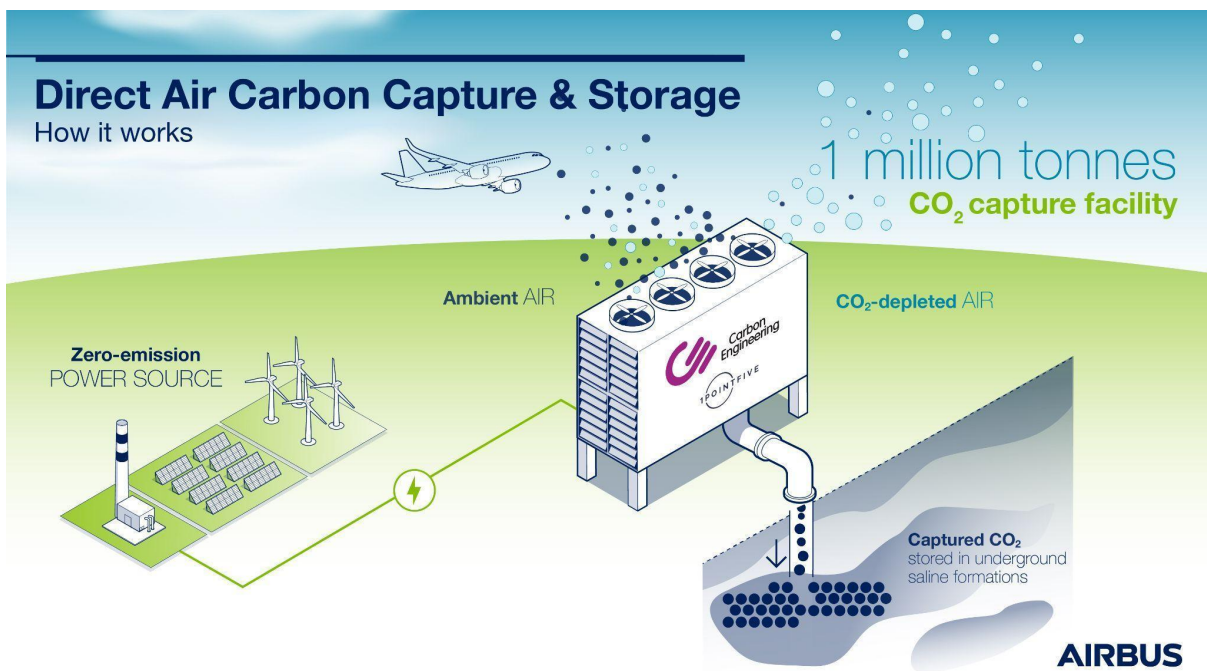 Direct Air Carbon Capture & Storage
How it works
1 million tonnes
CO₂ capture facility
Ambient AIR
CO₂-depleted AIR
Zero-emission
POWER SOURCE
Carbon
Engineering
1POINTFIVE
Captured CO₂
stored in underground
saline formations
AIRBUS